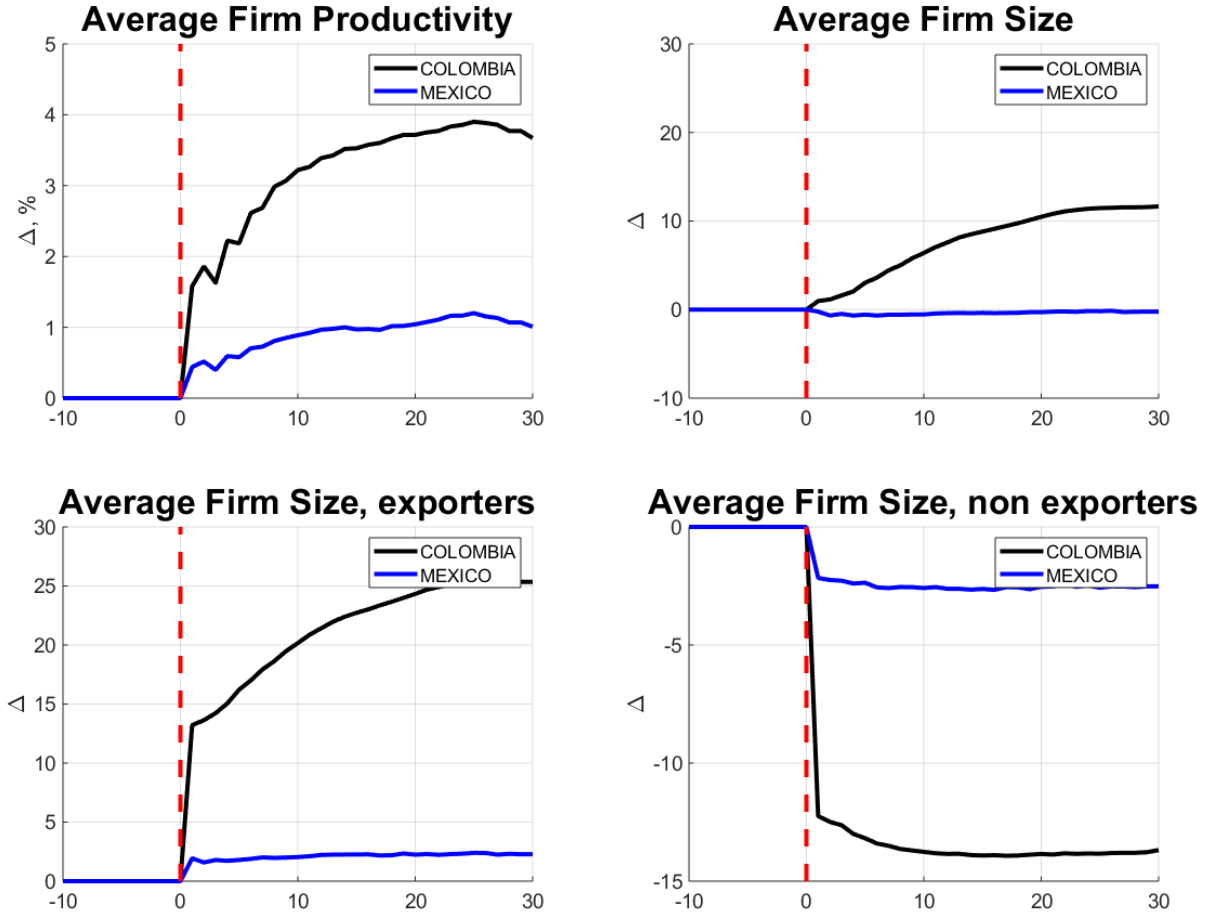 Average Firm Productivity
5
4
3
2
1
0
Δ, %
COLOMBIA
MEXICO
-10
0
10
20
30
Average Firm Size
30
20
10
0
-10
Δ
COLOMBIA
MEXICO
-10
0
10
20
30
Average Firm Size, exporters
30
25
20
15
10
5
0
Δ
COLOMBIA
MEXICO
-10
0
10
20
30
Average Firm Size, non exporters
0
-5
-10
-15
Δ
COLOMBIA
MEXICO
-10
0
10
20
30